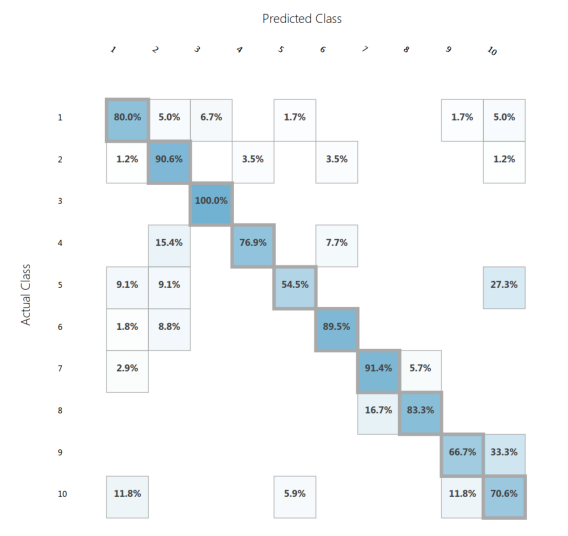 Predicted Class
1 2 3 4 5 6 7 8 9 10
1 80.0% 5.0% 6.7% 1.7% 1.7% 5.0%
2 1.2% 90.6% 3.5% 3.5% 1.2%
3 100.0%
4 15.4% 76.9% 7.7%
5 9.1% 9.1% 54.5% 27.3%
6 1.8% 8.8% 89.5%
7 2.9% 91.4% 5.7%
8 16.7% 83.3%
9 66.7% 33.3%
10 11.8% 5.9% 11.8% 70.6%
Actual Class